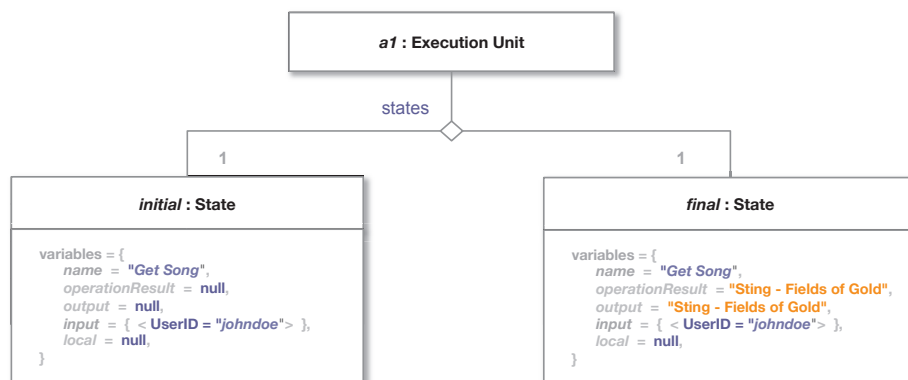 a1 : Execution Unit
states
1
1
initial : State
variables = {
name = "Get Song",
operationResult = null,
output = null,
input = { < UserID = "johndoe"> },
local = null,
}
final : State
variables = {
name = "Get Song",
operationResult = "Sting - Fields of Gold",
output = "Sting - Fields of Gold",
input = { < UserID = "johndoe"> },
local = null,
}